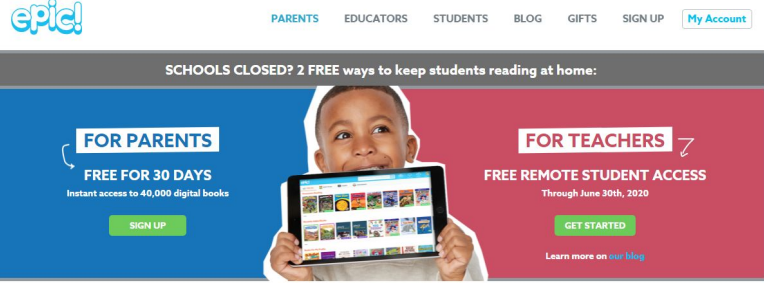 epic!
PARENTS EDUCATORS STUDENTS BLOG GIFTS SIGN UP My Account
SCHOOLS CLOSED? 2 FREE ways to keep students reading at home:
FOR PARENTS
FREE FOR 30 DAYS
Instant access to 40,000 digital books
SIGN UP
FOR TEACHERS
FREE REMOTE STUDENT ACCESS
Through June 30th, 2020
GET STARTED
Learn more on our blog